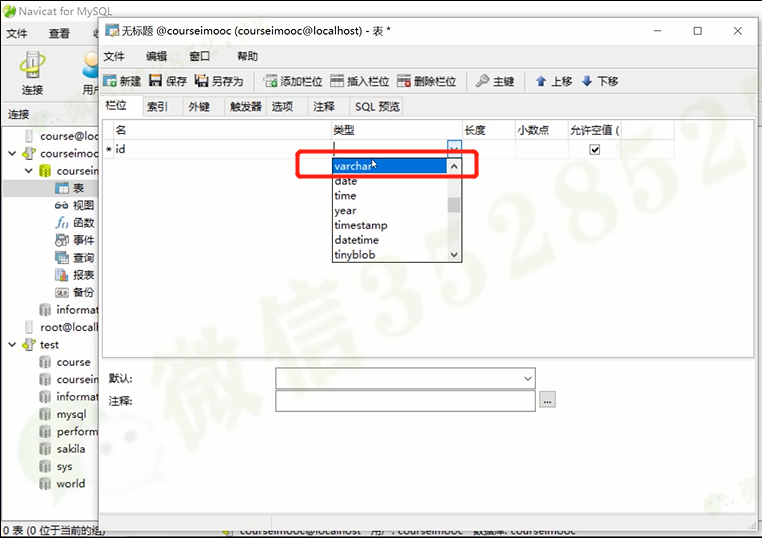 Navicat for MySQL
文件 查看
连接
用户
连接
course@loc
courseimoo
courseim
表
视图
函数
事件
查询
报表
备份
informat
root@local
test
course
courseim
informat
mysql
perform
sakila
sys
world
无标题 @courseimooc (courseimooc@localhost) - 表 *
文件 编辑 窗口 帮助
新建 保存 另存为 添加栏位 插入栏位 删除栏位 主键 上移 下移
栏位 索引 外键 触发器 选项 注释 SQL 预览
名 类型 长度 小数点 允许空值 (
* id
varchar
date
time
year
timestamp
datetime
tinyblob
默认:
注释:
...
微信352852
0 表 (0 位于当前的组)
courseimooc@localhost 用户: courseimooc 数据库: courseimooc